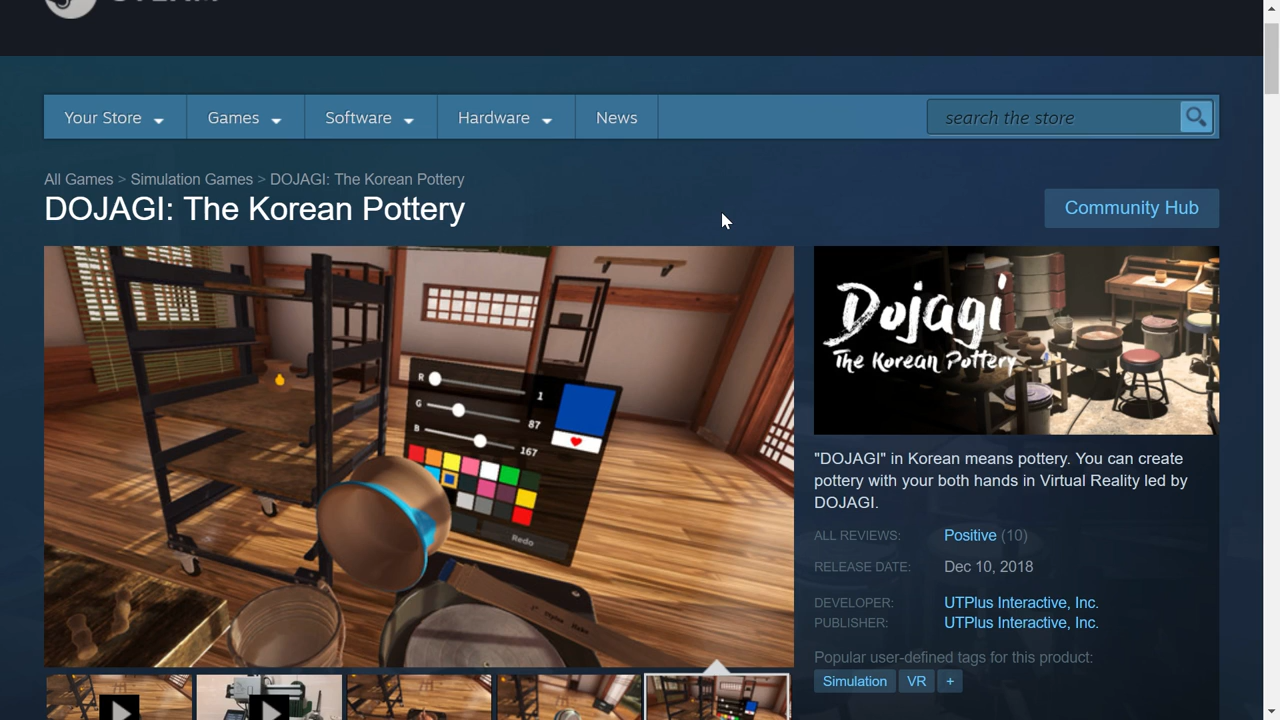 Your Store
Games
Software
Hardware
News
search the store
All Games > Simulation Games > DOJAGI: The Korean Pottery
DOJAGI: The Korean Pottery
Community Hub
R
1
G
87
B
167
Redo
Dojagi
The Korean Pottery
"DOJAGI" in Korean means pottery. You can create
pottery with your both hands in Virtual Reality led by
DOJAGI.
ALL REVIEWS: Positive (10)
RELEASE DATE: Dec 10, 2018
DEVELOPER: UTPlus Interactive, Inc.
PUBLISHER: UTPlus Interactive, Inc.
Popular user-defined tags for this product:
Simulation VR +